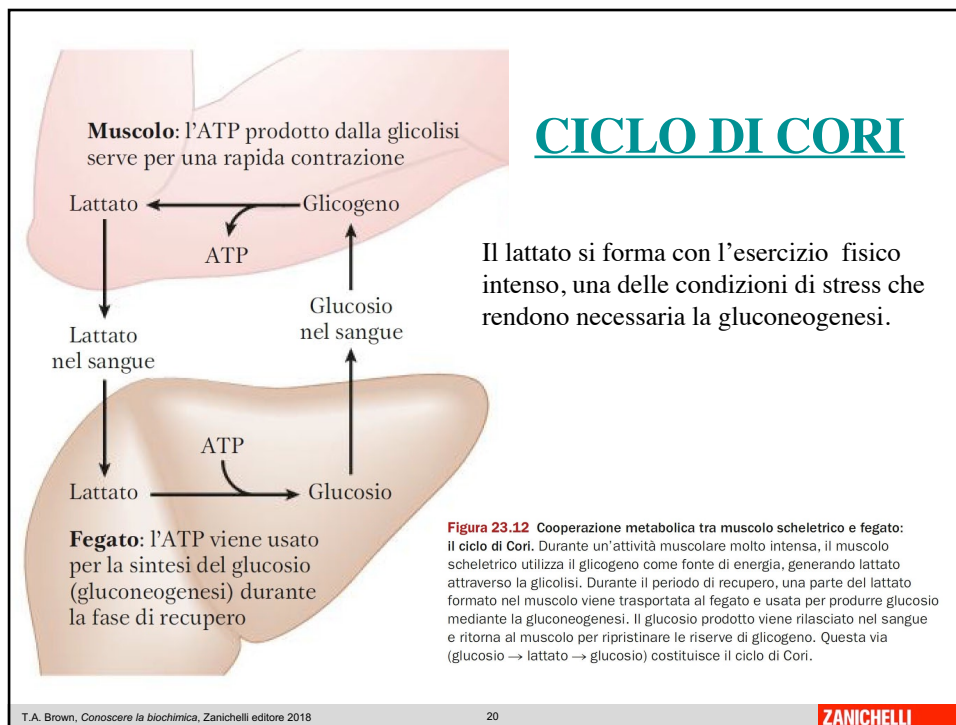 CICLO DI CORI
Muscolo: l'ATP prodotto dalla glicolisi
serve per una rapida contrazione
Lattato
Glicogeno
ATP
Lattato
nel sangue
Glucosio
nel sangue
ATP
Lattato
Glucosio
Fegato: l'ATP viene usato
per la sintesi del glucosio
(gluconeogenesi) durante
la fase di recupero
Il lattato si forma con l'esercizio fisico
intenso, una delle condizioni di stress che
rendono necessaria la gluconeogenesi.
Figura 23.12 Cooperazione metabolica tra muscolo scheletrico e fegato:
il ciclo di Cori. Durante un'attività muscolare molto intensa, il muscolo
scheletrico utilizza il glicogeno come fonte di energia, generando lattato
attraverso la glicolisi. Durante il periodo di recupero, una parte del lattato
formato nel muscolo viene trasportata al fegato e usata per produrre glucosio
mediante la gluconeogenesi. Il glucosio prodotto viene rilasciato nel sangue
e ritorna al muscolo per ripristinare le riserve di glicogeno. Questa via
(glucosio → lattato → glucosio) costituisce il ciclo di Cori.
T.A. Brown, Conoscere la biochimica, Zanichelli editore 2018
20
ZANICHELLI